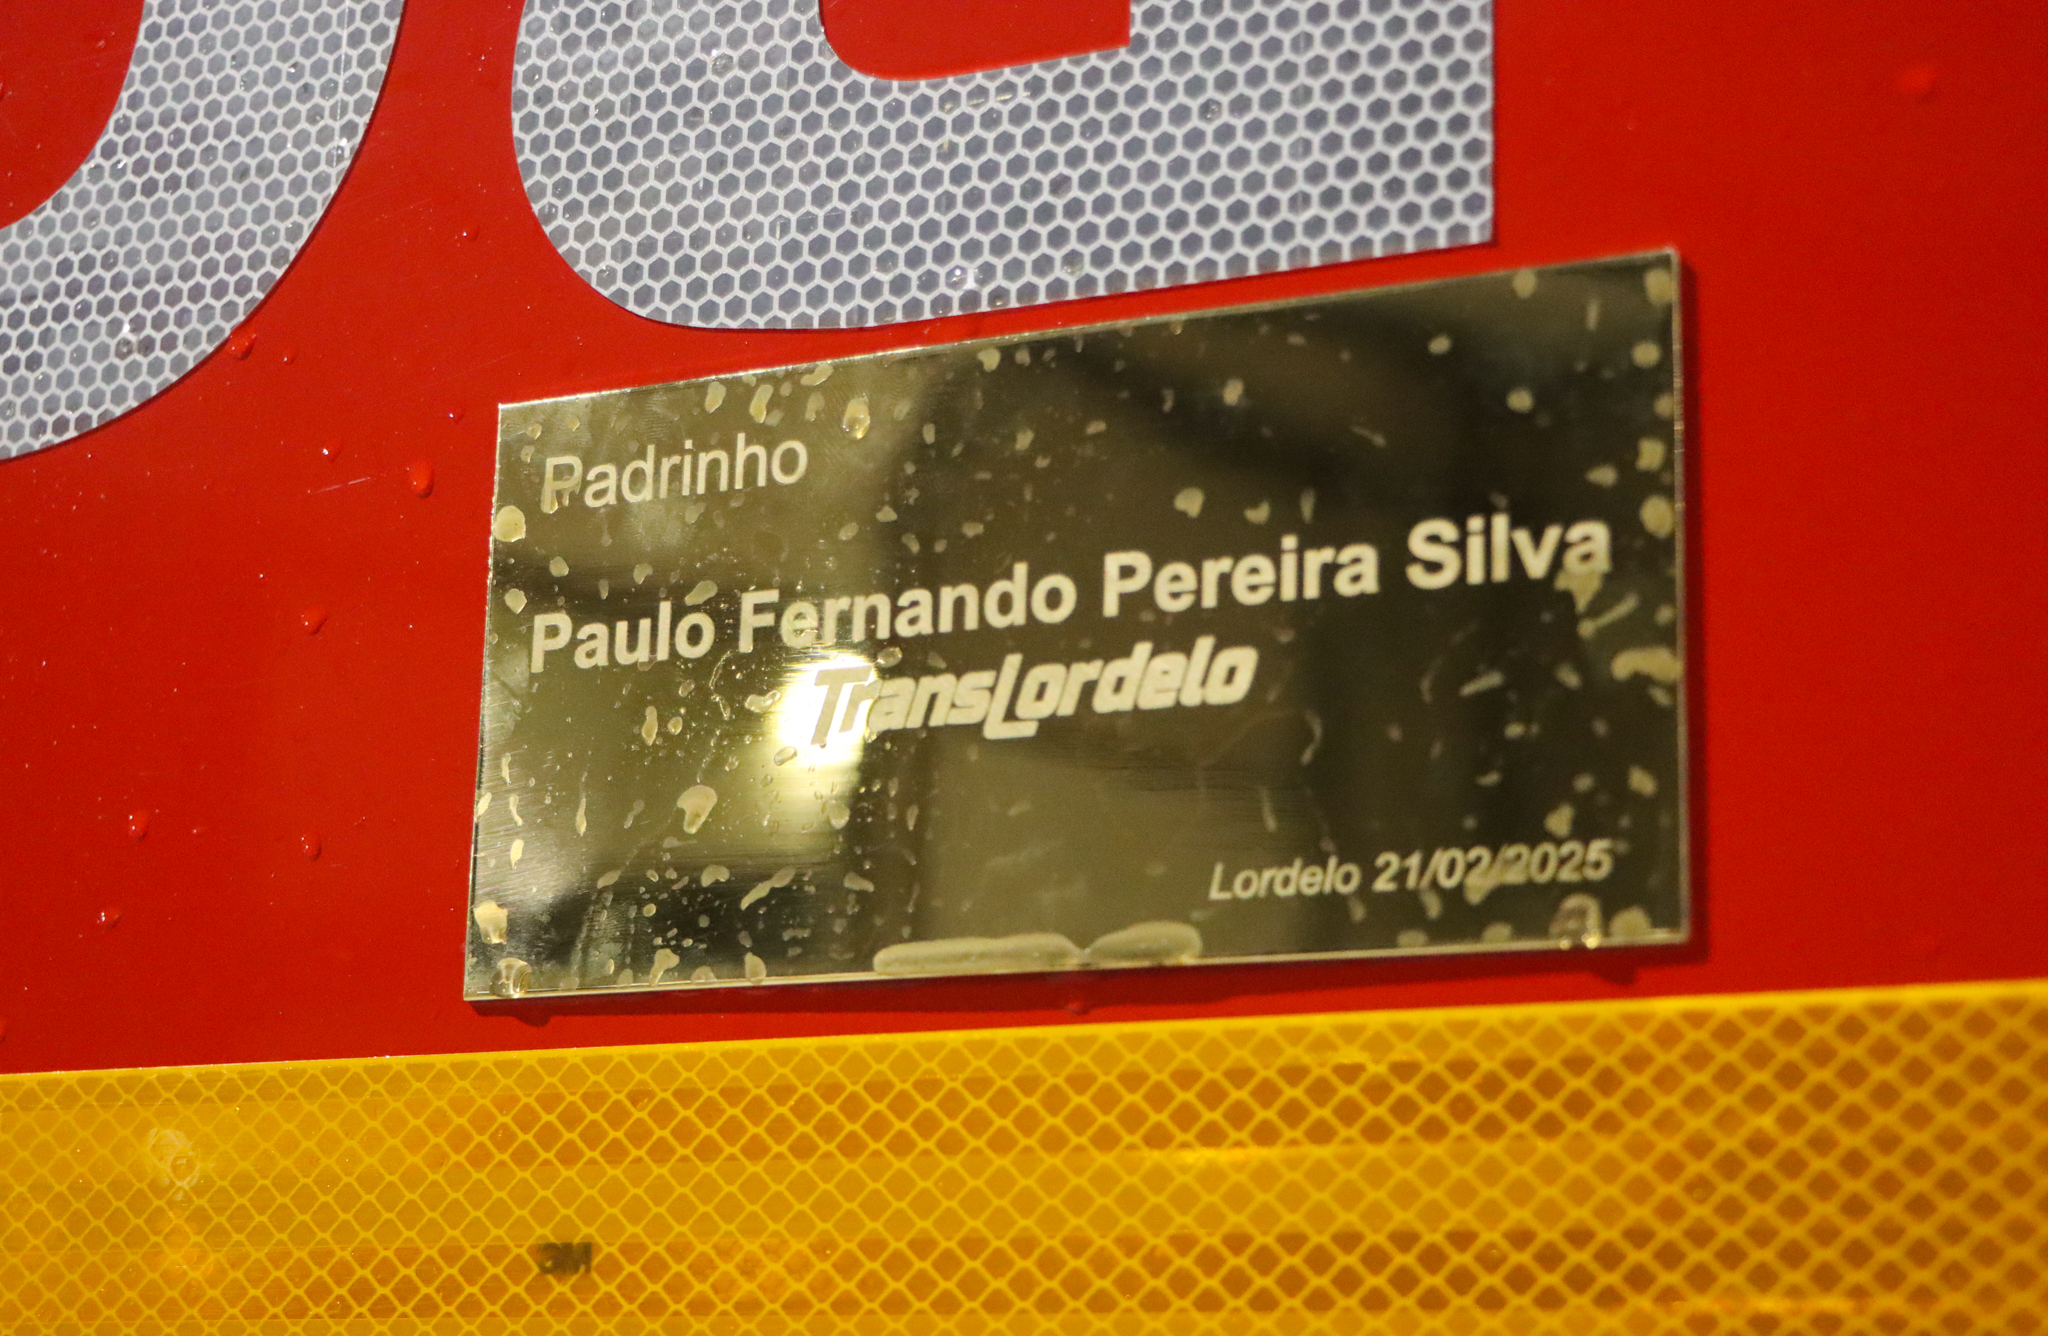 Padrinho
Paulo Fernando Pereira Silva
TransLordelo
Lordelo 21/02/2025
3M